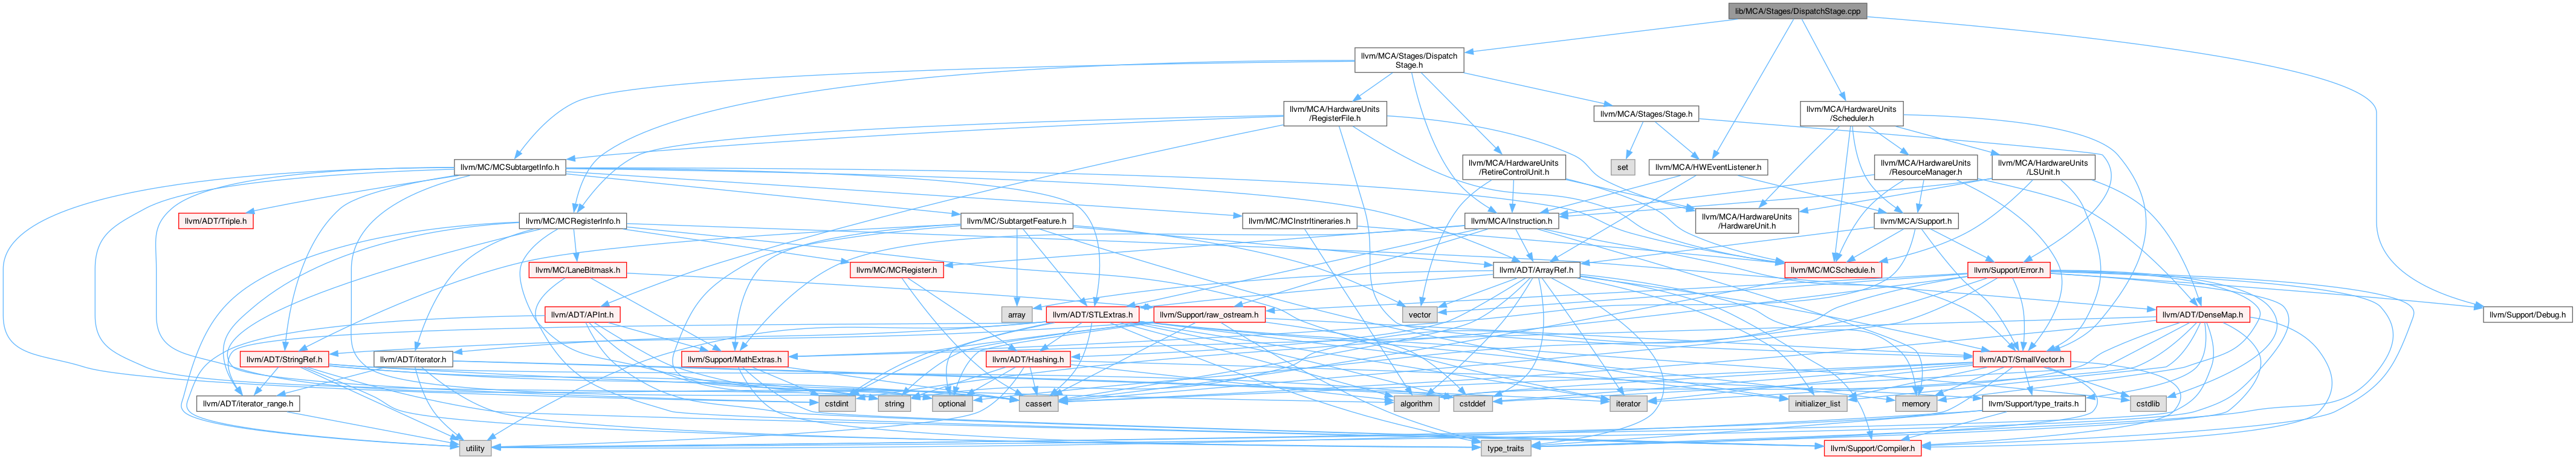 lib/MCA/Stages/DispatchStage.cpp
llvm/MCA/Stages/Dispatch
Stage.h
llvm/MCA/HardwareUnits
/RegisterFile.h
llvm/MCA/Stages/Stage.h
llvm/MCA/HardwareUnits
/Scheduler.h
llvm/MC/MCSubtargetInfo.h
llvm/MCA/HardwareUnits
/RetireControlUnit.h
set
llvm/MCA/HWEventListener.h
llvm/MCA/HardwareUnits
/ResourceManager.h
llvm/MCA/HardwareUnits
/LSUnit.h
llvm/ADT/Triple.h
llvm/MC/MCRegisterInfo.h
llvm/MC/SubtargetFeature.h
llvm/MC/MCInstrItineraries.h
llvm/MCA/Instruction.h
llvm/MCA/HardwareUnits
/HardwareUnit.h
llvm/MCA/Support.h
llvm/MC/LaneBitmask.h
llvm/MC/MCRegister.h
llvm/ADT/ArrayRef.h
llvm/MC/MCSchedule.h
llvm/Support/Error.h
llvm/ADT/APInt.h
array
llvm/ADT/STLExtras.h
llvm/Support/raw_ostream.h
vector
llvm/ADT/DenseMap.h
llvm/Support/Debug.h
llvm/ADT/StringRef.h
llvm/ADT/iterator.h
llvm/Support/MathExtras.h
llvm/ADT/Hashing.h
llvm/ADT/SmallVector.h
llvm/ADT/iterator_range.h
cstdint
string
optional
cassert
algorithm
cstddef
iterator
initializer_list
memory
llvm/Support/type_traits.h
cstdlib
utility
type_traits
llvm/Support/Compiler.h